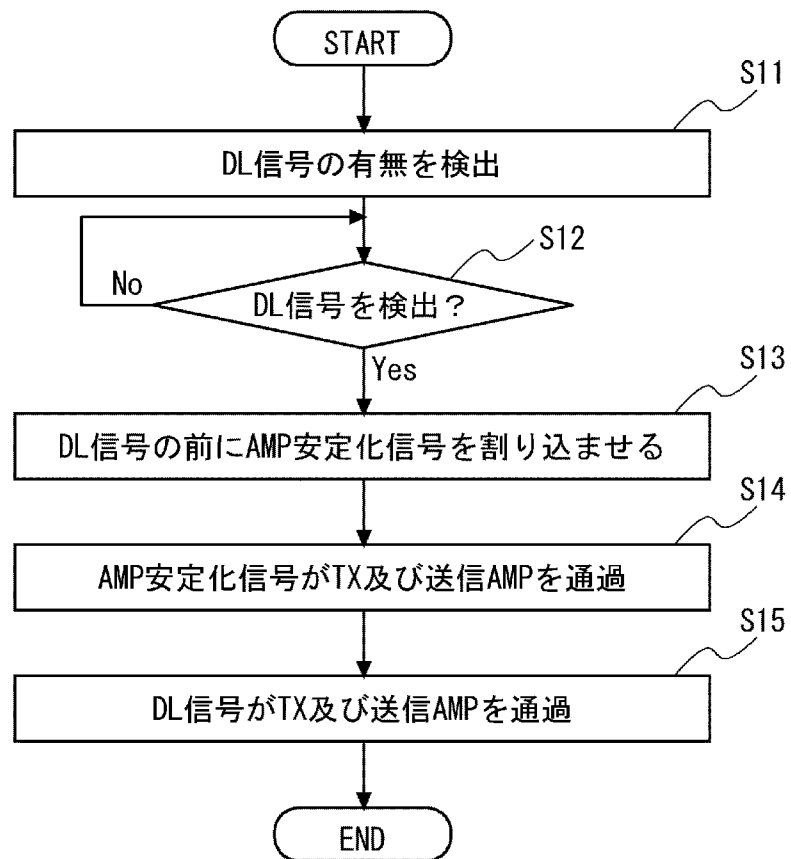 START
S11
DL信号の有無を検出
S12
DL信号を検出？
No
Yes
S13
DL信号の前にAMP安定化信号を割り込ませる
S14
AMP安定化信号がTX及び送信AMPを通過
S15
DL信号がTX及び送信AMPを通過
END